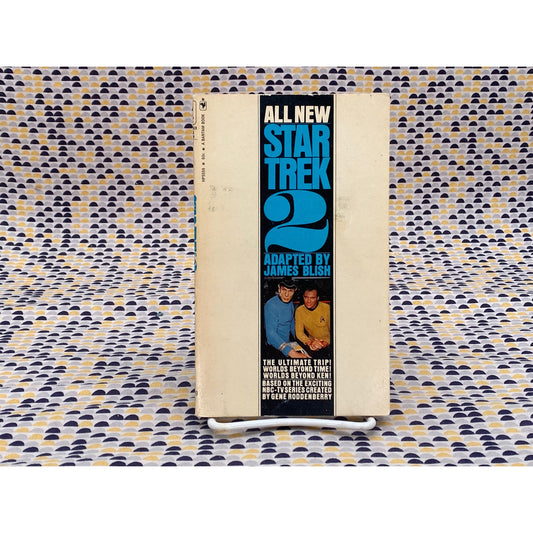 ALL NEW
STAR
TREK
2
ADAPTED BY
JAMES BLISH
THE ULTIMATE TRIP!
WORLDS BEYOND TIME!
WORLDS BEYOND KEN!
BASED ON THE EXCITING
NBC-TV SERIES CREATED
BY GENE RODDENBERRY
A BANTAM BOOK